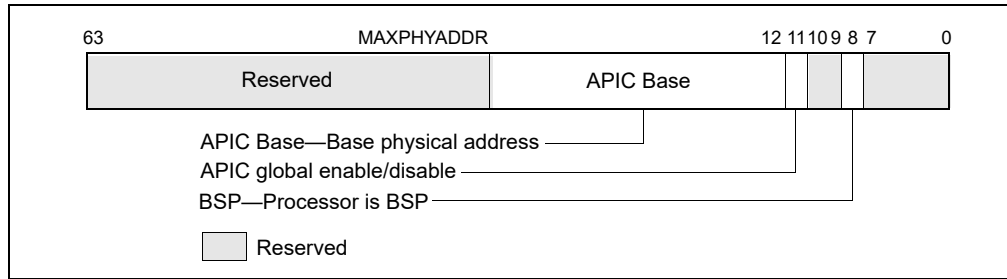 63 MAXPHYADDR 12 11 10 9 8 7 0
Reserved APIC Base
APIC Base—Base physical address
APIC global enable/disable
BSP—Processor is BSP
Reserved